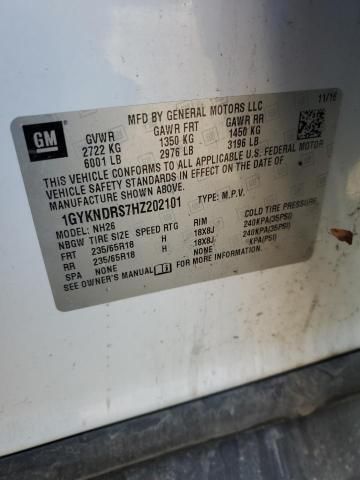 MFD BY GENERAL MOTORS LLC
11/16
GM
GVWR GAWR FRT GAWR RR
2722 KG 1350 KG 1450 KG
6001 LB 2976 LB 3196 LB
THIS VEHICLE CONFORMS TO ALL APPLICABLE U.S. FEDERAL MOTOR
VEHICLE SAFETY AND THEFT PREVENTION STANDARDS IN EFFECT ON THE DATE OF
MANUFACTURE SHOWN ABOVE.
1GYKNDRS7HZ202101 TYPE: M.P.V.
MODEL: NH26
NBGW TIRE SIZE SPEED RTG RIM COLD TIRE PRESSURE
FRT 235/65R18 H 18X8J 240KPA(35PSI)
RR 235/65R18 H 18X8J 240KPA(35PSI)
SPA NONE NONE KPA(PSI)
SEE OWNER'S MANUAL FOR MORE INFORMATION